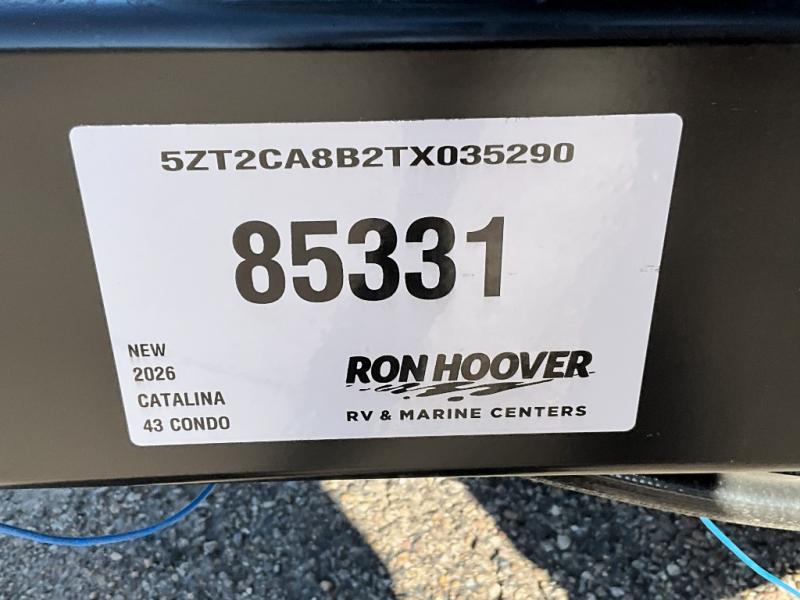 5ZT2CA8B2TX035290
85331
NEW
2026
CATALINA
43 CONDO
RON HOOVER
RV & MARINE CENTERS